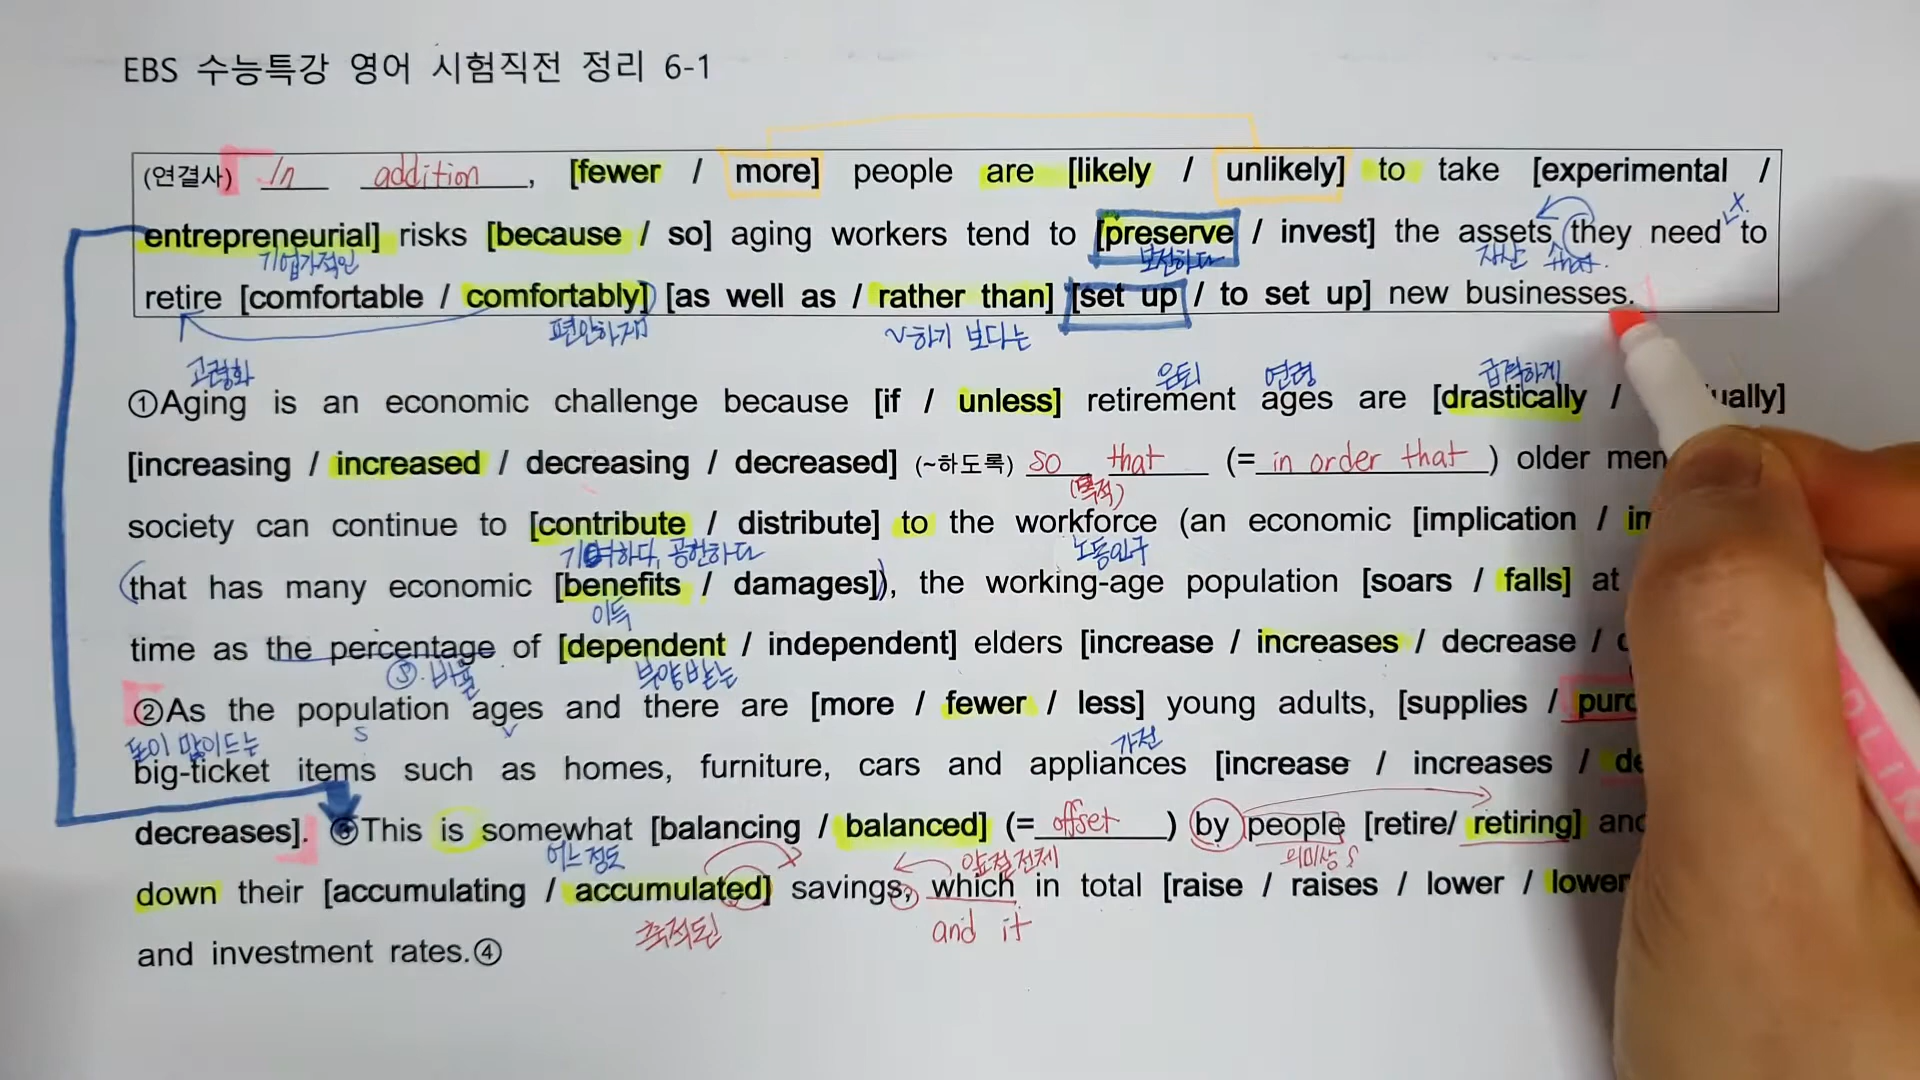 EBS 수능특강 영어 시험직전 정리 6-1
(연결사) In addition, [fewer / more] people are [likely / unlikely] to take [experimental /
entrepreneurial] risks [because / so] aging workers tend to [preserve / invest] the assets they need to
기업가적인 보전하다 자산 that. X
retire [comfortable / comfortably] [as well as / rather than] [set up / to set up] new businesses.
편안하게 ~하기 보다는
고령화 은퇴 연령 급격하게
①Aging is an economic challenge because [if / unless] retirement ages are [drastically / ually]
[increasing / increased / decreasing / decreased] (~하도록) so that (= in order that) older mem
(목적)
society can continue to [contribute / distribute] to the workforce (an economic [implication / im
기여하다, 공헌하다 노동인구
that has many economic [benefits / damages]), the working-age population [soars / falls] at
이득
time as the percentage of [dependent / independent] elders [increase / increases / decrease /
③. 비율 부양받는
②As the population ages and there are [more / fewer / less] young adults, [supplies / purc
돈이 많이드는 S V 가전
big-ticket items such as homes, furniture, cars and appliances [increase / increases / de
decreases]. ③This is somewhat [balancing / balanced] (= offset) by people [retire/ retiring] and
어느정도 앞절전체 의미상 S
down their [accumulating / accumulated] savings, which in total [raise / raises / lower / lower
축적된 and it
and investment rates.④